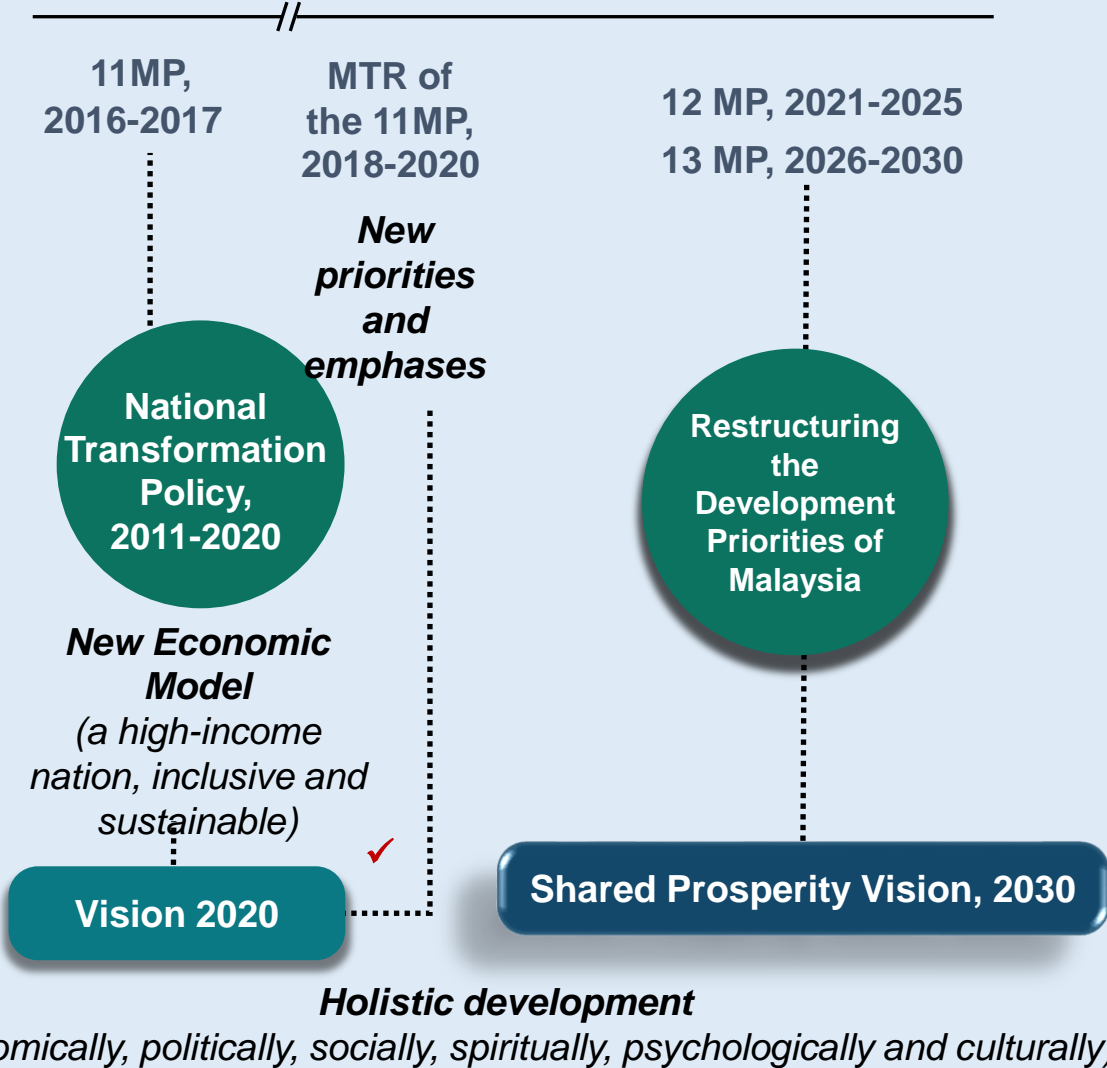 11MP,
2016-2017
MTR of
the 11MP,
2018-2020
12 MP, 2021-2025
13 MP, 2026-2030
New
priorities
and
emphases
National
Transformation
Policy,
2011-2020
Restructuring
the
Development
Priorities of
Malaysia
New Economic
Model
(a high-income
nation, inclusive and
sustainable)
Vision 2020
Shared Prosperity Vision, 2030
Holistic development
omically, politically, socially, spiritually, psychologically and culturally)